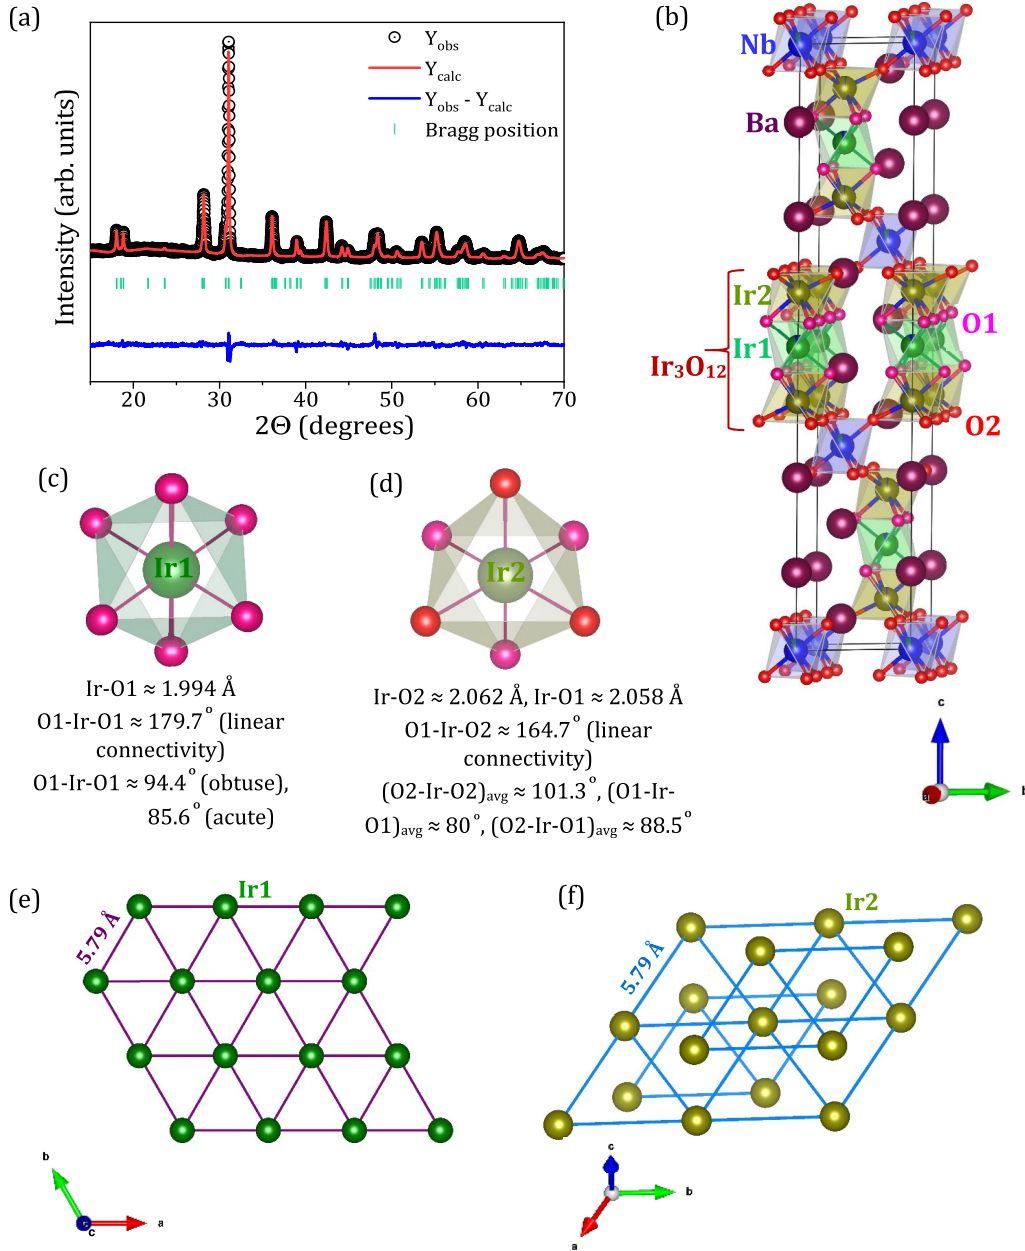 (a)
Y_obs
Y_calc
Y_obs - Y_calc
Bragg position
Intensity (arb. units)
20 30 40 50 60 70
2Θ (degrees)
(b)
Nb
Ba
Ir2
Ir1
Ir₃O₁₂
O1
O2
c
b
a
(c)
Ir1
Ir-O1 ≈ 1.994 Å
O1-Ir-O1 ≈ 179.7° (linear
connectivity)
O1-Ir-O1 ≈ 94.4° (obtuse),
85.6° (acute)
(d)
Ir2
Ir-O2 ≈ 2.062 Å, Ir-O1 ≈ 2.058 Å
O1-Ir-O2 ≈ 164.7° (linear
connectivity)
(O2-Ir-O2)avg ≈ 101.3°, (O1-Ir-
O1)avg ≈ 80°, (O2-Ir-O1)avg ≈ 88.5°
(e)
Ir1
5.79 Å
b
a
c
(f)
Ir2
5.79 Å
c
b
a